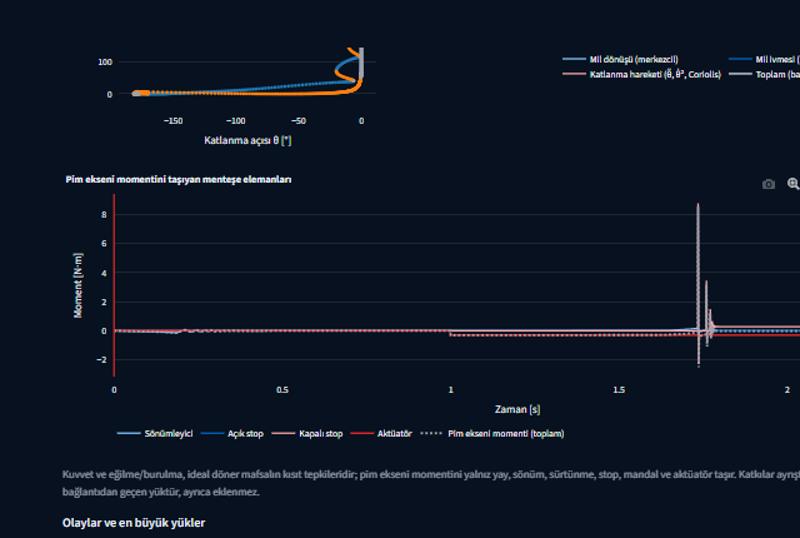 100
0
−150
−100
−50
0
Katlanma açısı θ [°]
Mil dönüşü (merkezcil)
Mil ivmesi (
Katlanma hareketi (θ̈, θ̇², Coriolis)
Toplam (ba
Pim ekseni momentini taşıyan menteşe elemanları
8
6
4
2
0
−2
Moment [N·m]
0
0.5
1
1.5
2
Zaman [s]
Sönümleyici
Açık stop
Kapalı stop
Aktüatör
Pim ekseni momenti (toplam)
Kuvvet ve eğilme/burulma, ideal döner mafsalın kısıt tepkileridir; pim ekseni momentini yalnız yay, sönüm, sürtünme, stop, mandal ve aktüatör taşır. Katkılar ayrışt
bağlantıdan geçen yüktür, ayrıca eklenmez.
Olaylar ve en büyük yükler